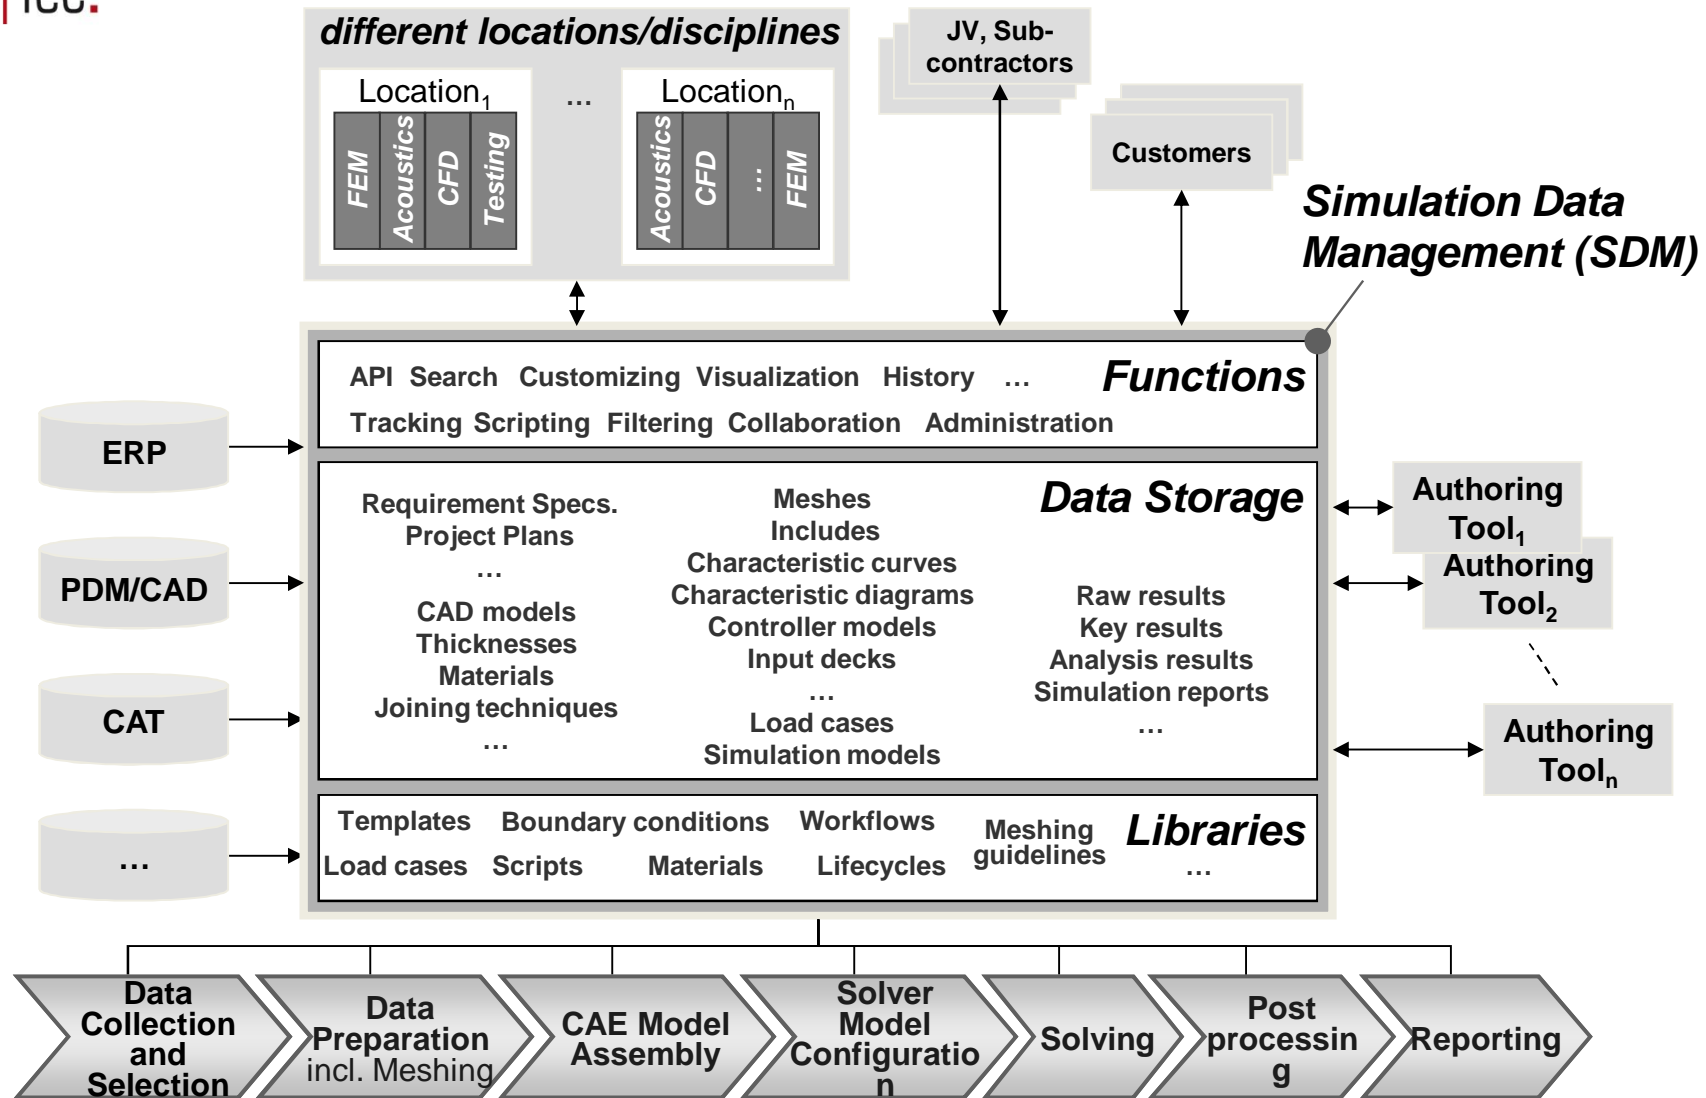 different locations/disciplines
Location1
…
Locationn
FEM
Acoustics
CFD
Testing
Acoustics
CFD
…
FEM
JV, Sub-
contractors
Customers
Simulation Data
Management (SDM)
API Search Customizing Visualization History …
Functions
Tracking Scripting Filtering Collaboration Administration
ERP
PDM/CAD
CAT
…
Data Storage
Requirement Specs.
Project Plans
…
CAD models
Thicknesses
Materials
Joining techniques
…
Meshes
Includes
Characteristic curves
Characteristic diagrams
Controller models
Input decks
…
Load cases
Simulation models
Raw results
Key results
Analysis results
Simulation reports
…
Authoring
Tool1
Authoring
Tool2
Authoring
Tooln
Libraries
Templates Boundary conditions Workflows
Meshing
guidelines
Load cases Scripts Materials Lifecycles
…
Data
Collection
and
Selection
Data
Preparation
incl. Meshing
CAE Model
Assembly
Solver
Model
Configuratio
n
Solving
Post
processin
g
Reporting